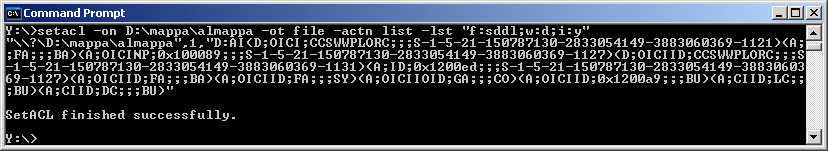 Command Prompt
Y:\>setacl -on D:\mappa\almappa -ot file -actn list -lst "f:sddl;w:d;i:y"
"\\?\D:\mappa\almappa",1,"D:AI(D;OICI;CCSWWPLORC;;;S-1-5-21-150787130-2833054149-3883060369-1121)(A;
;FA;;;BA)(A;OICINP;0x100089;;;S-1-5-21-150787130-2833054149-3883060369-1127)(D;OICIID;CCSWWPLORC;;;S
-1-5-21-150787130-2833054149-3883060369-1131)(A;ID;0x1200ed;;;S-1-5-21-150787130-2833054149-38830603
69-1127)(A;OICIID;FA;;;BA)(A;OICIID;FA;;;SY)(A;OICIIOID;GA;;;CO)(A;OICIID;0x1200a9;;;BU)(A;CIID;LC;;
;BU)(A;CIID;DC;;;BU)"
SetACL finished successfully.
Y:\>